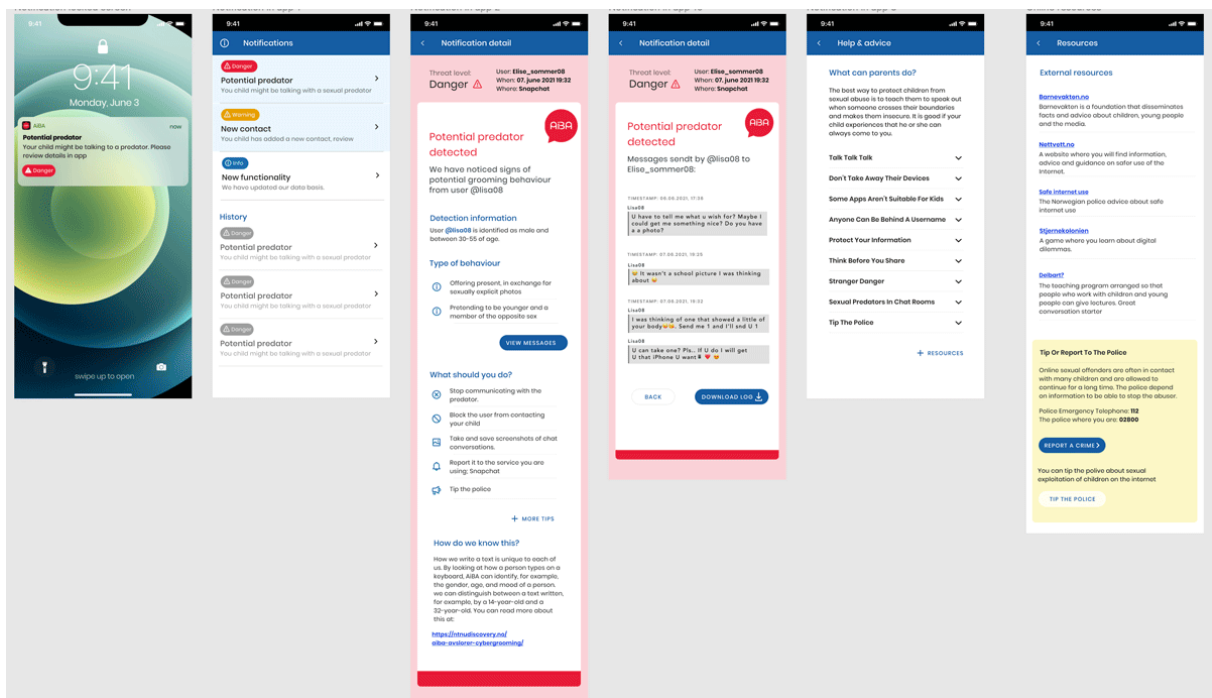 9:41
9:41
Monday, June 3
AiBA
now
Potential predator
Your child might be talking to a predator. Please
review details in app
Danger
swipe up to open
9:41
Notifications
Danger
Potential predator
You child might be talking with a sexual predator
Warning
New contact
You child has added a new contact, review
Info
New functionality
We have updated our data basis.
History
Danger
Potential predator
You child might be talking with a sexual predator
Danger
Potential predator
You child might be talking with a sexual predator
Danger
Potential predator
You child might be talking with a sexual predator
9:41
Notification detail
Threat level
Danger
User: Elise_sommer08
When: 07. june 2021 19:32
Where: Snapchat
AiBA
Potential predator
detected
We have noticed signs of
potential grooming behaviour
from user @lisa08
Detection information
User @lisa08 is identified as male and
between 30-55 of age.
Type of behaviour
Offering present, in exchange for
sexually explicit photos
Pretending to be younger and a
member of the opposite sex
VIEW MESSAGES
What should you do?
Stop communicating with the
predator.
Block the user from contacting
your child
Take and save screenshots of chat
conversations.
Report it to the service you are
using; Snapchat
Tip the police
+ MORE TIPS
How do we know this?
How we write a text is unique to each of
us. By looking at how a person types on a
keyboard, AiBA can identify, for example,
the gender, age, and mood of a person.
we can distinguish between a text written,
for example, by a 14-year-old and a
32-year-old. You can read more about
this at:
https://ntnudiscovery.no/
aiba-avslorer-cybergrooming/
9:41
Notification detail
Threat level
Danger
User: Elise_sommer08
When: 07. june 2021 19:32
Where: Snapchat
AiBA
Potential predator
detected
Messages sendt by @lisa08 to
Elise_sommer08:
Lisa08
U have to tell me what u wish for? Maybe I
could get me something nice? Do you have
a a photo?
Lisa08
It wasn't a school picture I was thinking
about
TIMESTAMP: 07.06.2021, 19:32
Lisa08
I was thinking of one that showed a little of
your body. Send me 1 and I'll snd U 1
Lisa08
U can take one? Pls.. If U do I will get
U that iPhone U want
BACK
DOWNLOAD LOG
9:41
Help & advice
What can parents do?
The best way to protect children from
sexual abuse is to teach them to speak out
when someone crosses their boundaries
and makes them insecure. It is good if your
child experiences that he or she can
always come to you.
Talk Talk Talk
Don't Take Away Their Devices
Some Apps Aren't Suitable For Kids
Anyone Can Be Behind A Username
Protect Your Information
Think Before You Share
Stranger Danger
Sexual Predators In Chat Rooms
Tip The Police
+ RESOURCES
9:41
Resources
External resources
Barnevakten.no
Barnevakten is a foundation that disseminates
facts and advice about children, young people
and the media.
Nettvett.no
A website where you will find information,
advice and guidance on safer use of the
internet.
Safe internet use
The Norwegian police advice about safe
internet use
Stjernekolonien
A game where you learn about digital
dilemmas.
Delbart?
The teaching program arranged so that
people who work with children and young
people can give lectures. Great
conversation starter
Tip Or Report To The Police
Online sexual offenders are often in contact
with many children and are allowed to
continue for a long time. The police depend
on information to be able to stop the abuser.
Police Emergency Telephone: 112
The police where you are: 02800
REPORT A CRIME
You can tip the polive about sexual
exploitation of children on the internet
TIP THE POLICE